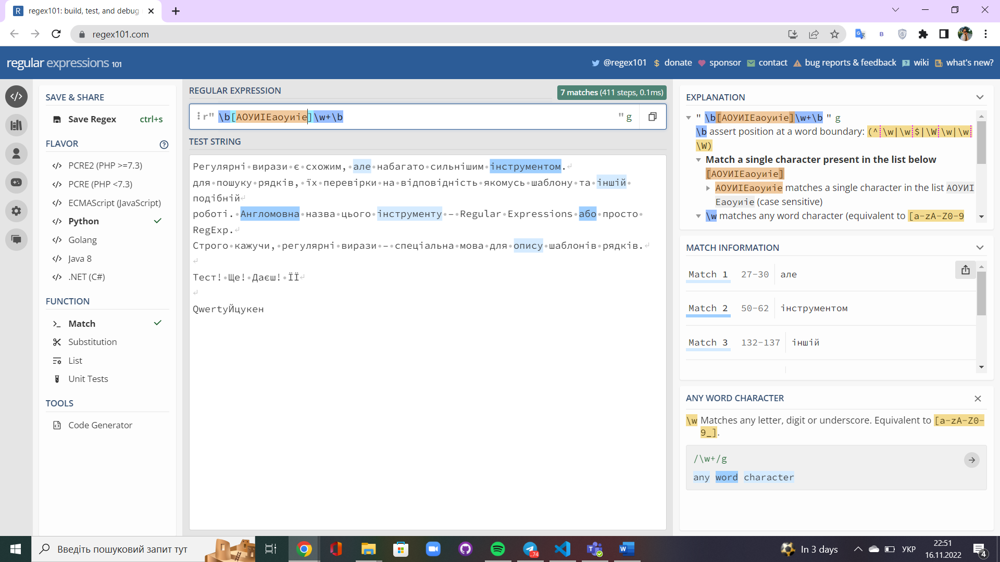 regex101: build, test, and debug
regex101.com
regular expressions 101
@regex101 donate sponsor contact bug reports & feedback wiki what's new?
SAVE & SHARE
Save Regex ctrl+s
FLAVOR
PCRE2 (PHP >=7.3)
PCRE (PHP <7.3)
ECMAScript (JavaScript)
Python
Golang
Java 8
.NET (C#)
FUNCTION
Match
Substitution
List
Unit Tests
TOOLS
Code Generator
REGULAR EXPRESSION
7 matches (411 steps, 0.1ms)
r" \b[АОУИІЕаоуиіе]\w+\b " g
TEST STRING
Регулярні вирази є схожим, але набагато сильнішим інструментом.
для пошуку рядків, їх перевірки на відповідність якомусь шаблону та іншій
подібній
роботі. Англомовна назва цього інструменту – Regular Expressions або просто
RegExp.
Строго кажучи, регулярні вирази – спеціальна мова для опису шаблонів рядків.
Тест! Ще! Даєш! ЇЇ
QwertyЙцукен
EXPLANATION
" \b[АОУИІЕаоуиіе]\w+\b " g
\b assert position at a word boundary: (^\w|\w$|\W\w|\w
\W)
Match a single character present in the list below
[АОУИІЕаоуиіе]
АОУИІЕаоуиіе matches a single character in the list АОУИІ
Еаоуиіе (case sensitive)
\w matches any word character (equivalent to [a-zA-Z0-9
MATCH INFORMATION
Match 1 27-30 але
Match 2 50-62 інструментом
Match 3 132-137 іншій
ANY WORD CHARACTER
\w Matches any letter, digit or underscore. Equivalent to [a-zA-Z0-
9_].
/\w+/g
any word character
Введіть пошуковий запит тут
74
In 3 days
УКР
22:51
16.11.2022
4